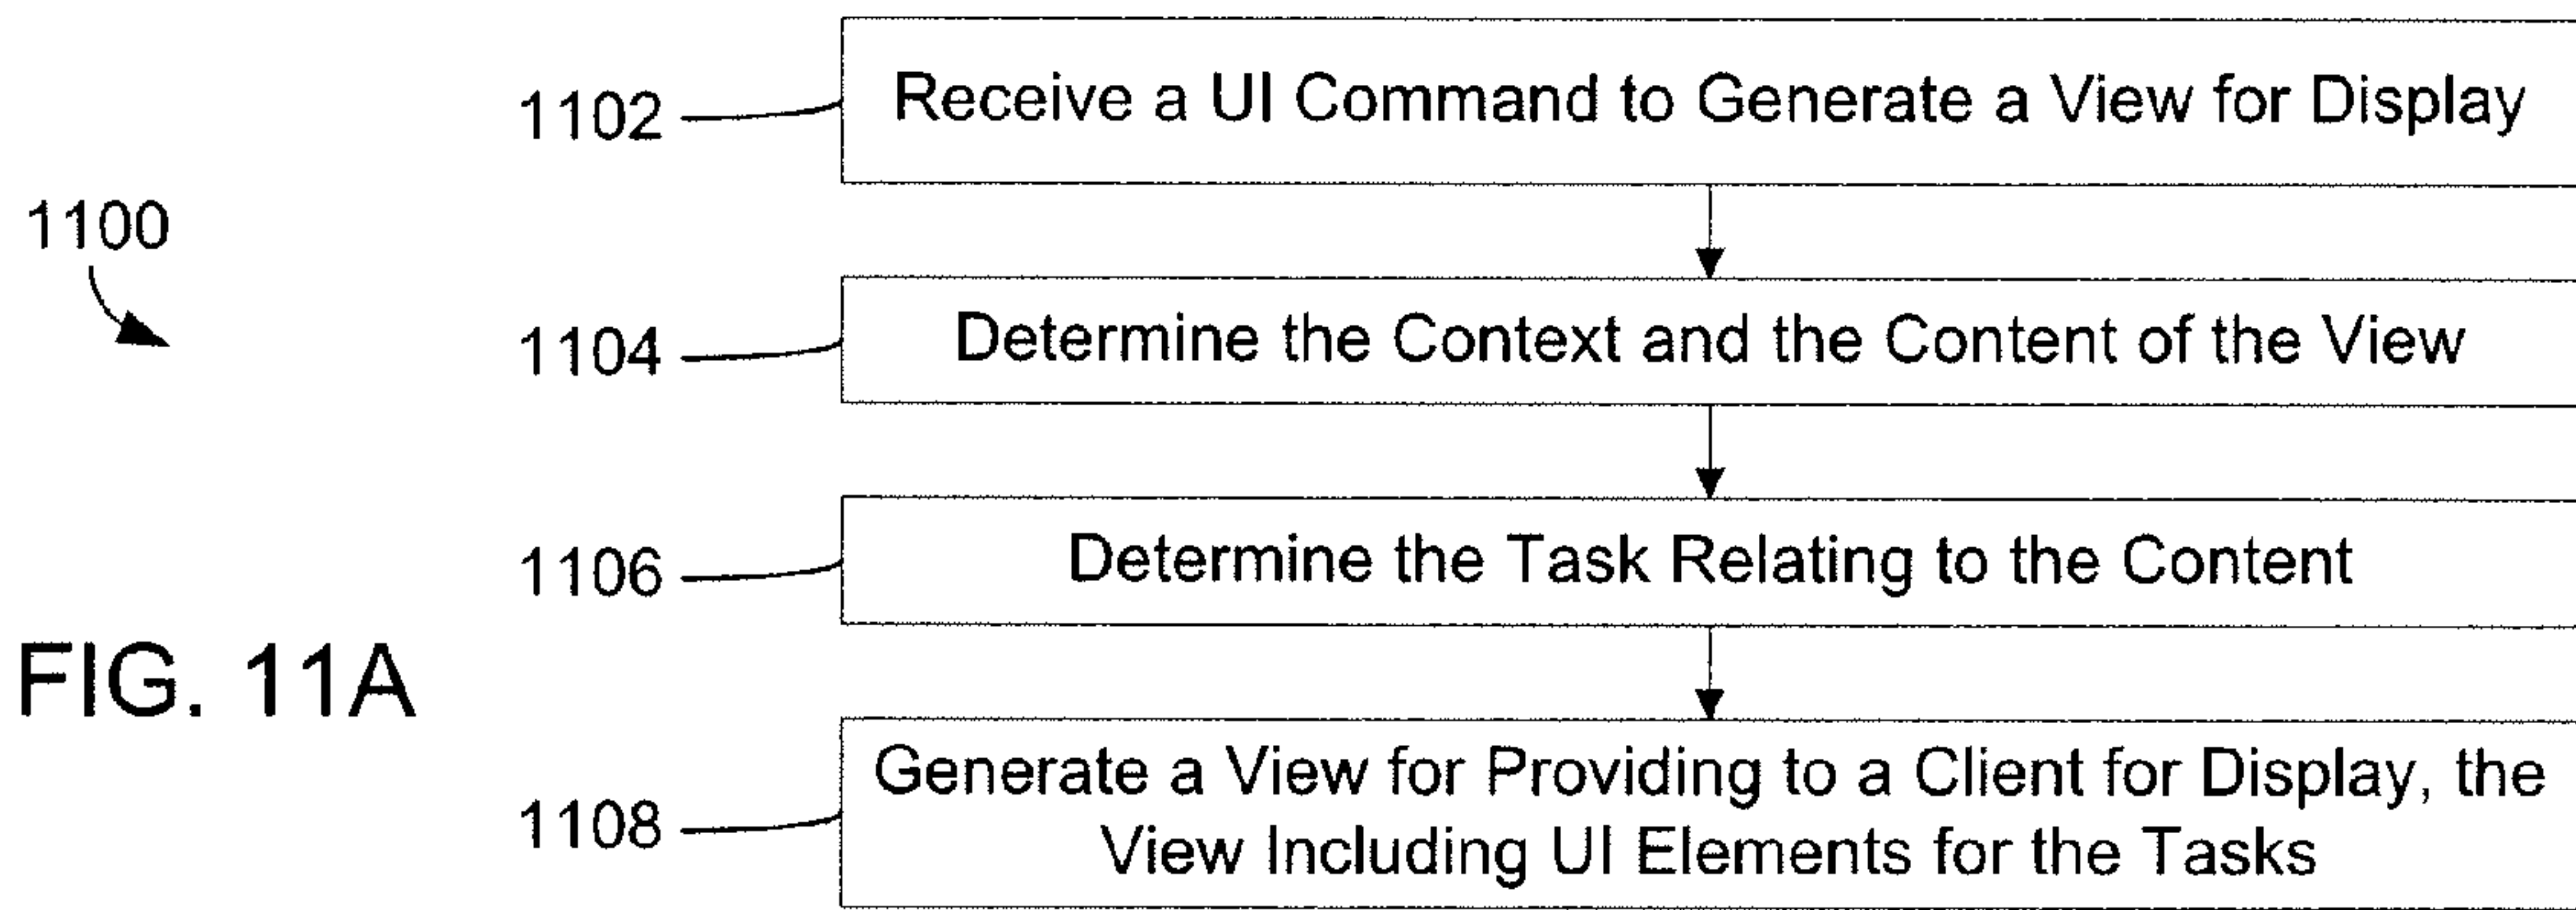 1102
Receive a UI Command to Generate a View for Display
1100
1104
Determine the Context and the Content of the View
1106
Determine the Task Relating to the Content
FIG. 11A
1108
Generate a View for Providing to a Client for Display, the
View Including UI Elements for the Tasks